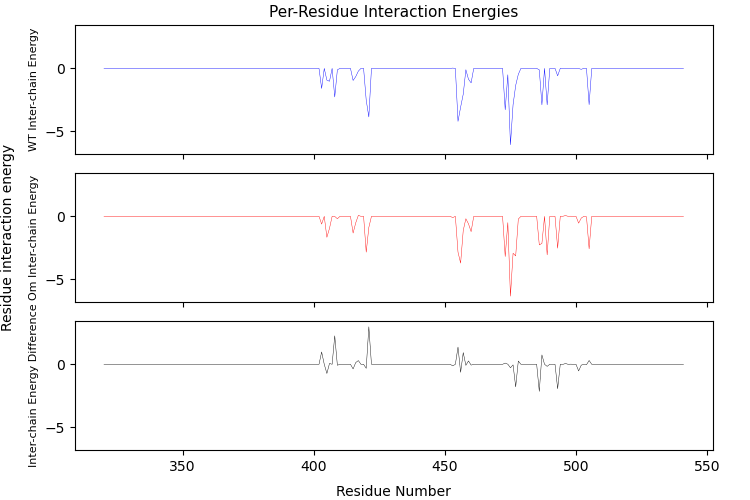 Per-Residue Interaction Energies
Residue interaction energy
WT Inter-chain Energy
0
−5
Om Inter-chain Energy
0
−5
Inter-chain Energy Difference
0
−5
350
400
450
500
550
Residue Number